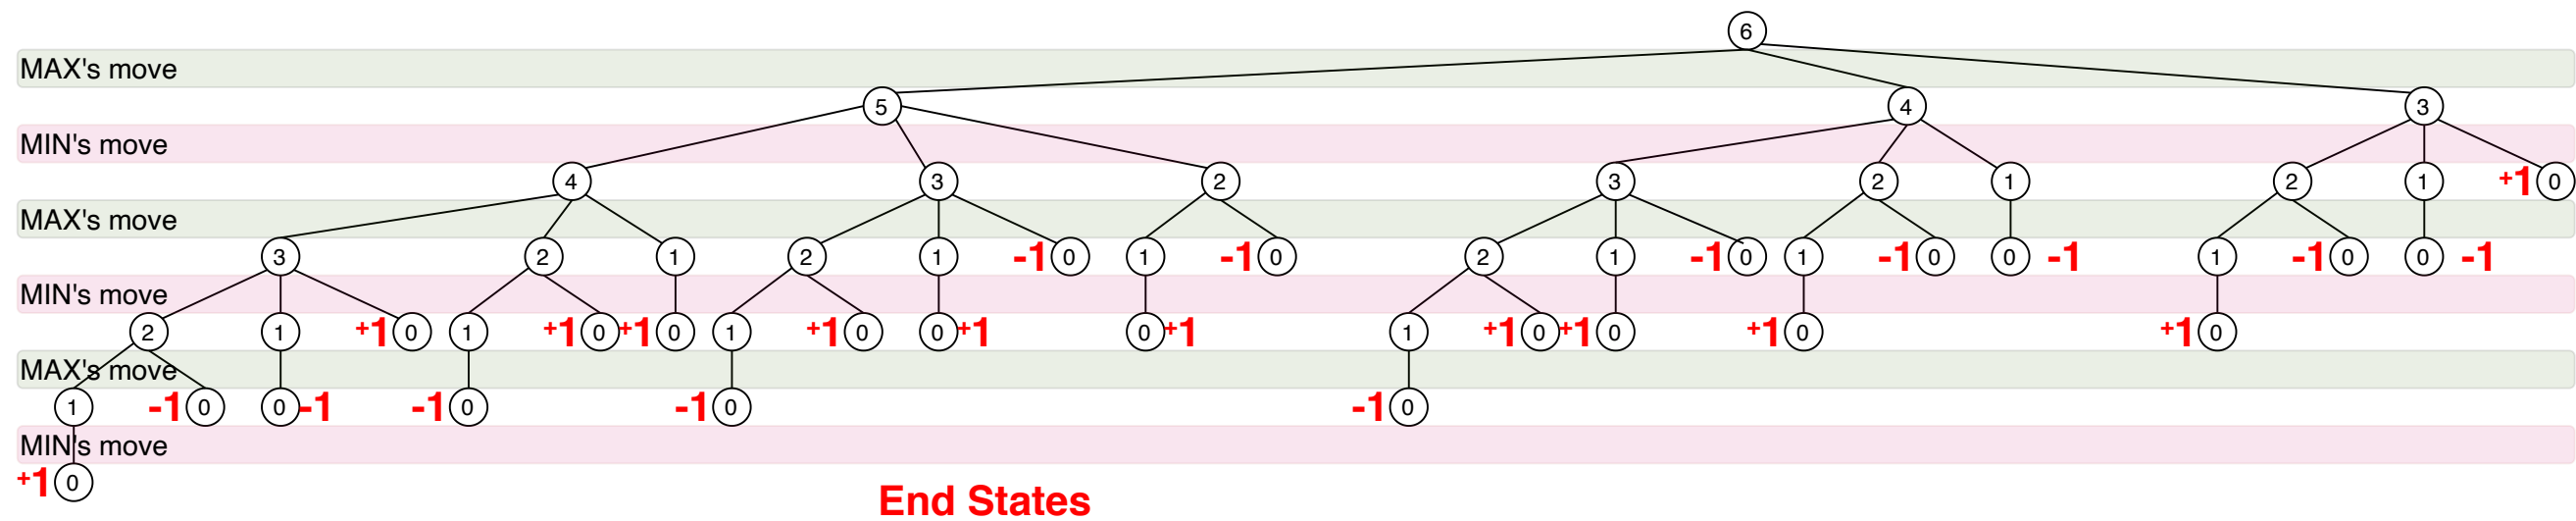 6
MAX's move
5 4 3
MIN's move
4 3 2 3 2 1 2 1 +1 0
MAX's move
3 2 1 2 1 -1 0 1 -1 0 2 1 -1 0 1 -1 0 0 -1 1 -1 0 0 -1
MIN's move
2 1 +1 0 1 +1 0 +1 0 1 +1 0 0 +1 0 +1 1 +1 0 +1 0 +1 0 +1 0
MAX's move
1 -1 0 0 -1 -1 0 -1 0 -1 0
MIN's move
+1 0
End States